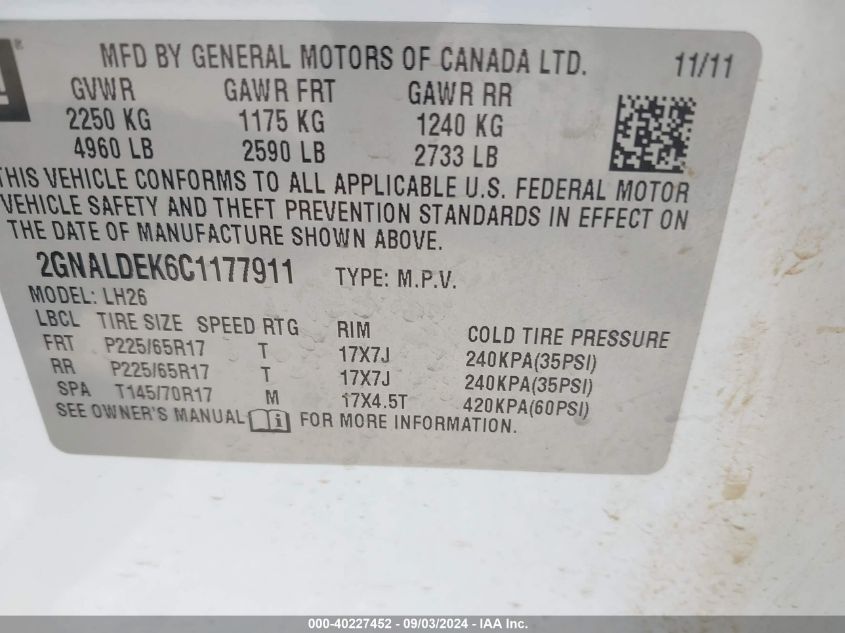 MFD BY GENERAL MOTORS OF CANADA LTD. 11/11
GVWR GAWR FRT GAWR RR
2250 KG 1175 KG 1240 KG
4960 LB 2590 LB 2733 LB
THIS VEHICLE CONFORMS TO ALL APPLICABLE U.S. FEDERAL MOTOR
VEHICLE SAFETY AND THEFT PREVENTION STANDARDS IN EFFECT ON
THE DATE OF MANUFACTURE SHOWN ABOVE.
2GNALDEK6C1177911 TYPE: M.P.V.
MODEL: LH26
LBCL TIRE SIZE SPEED RTG RIM COLD TIRE PRESSURE
FRT P225/65R17 T 17X7J 240KPA(35PSI)
RR P225/65R17 T 17X7J 240KPA(35PSI)
SPA T145/70R17 M 17X4.5T 420KPA(60PSI)
SEE OWNER'S MANUAL FOR MORE INFORMATION.
000-40227452 - 09/03/2024 - IAA Inc.